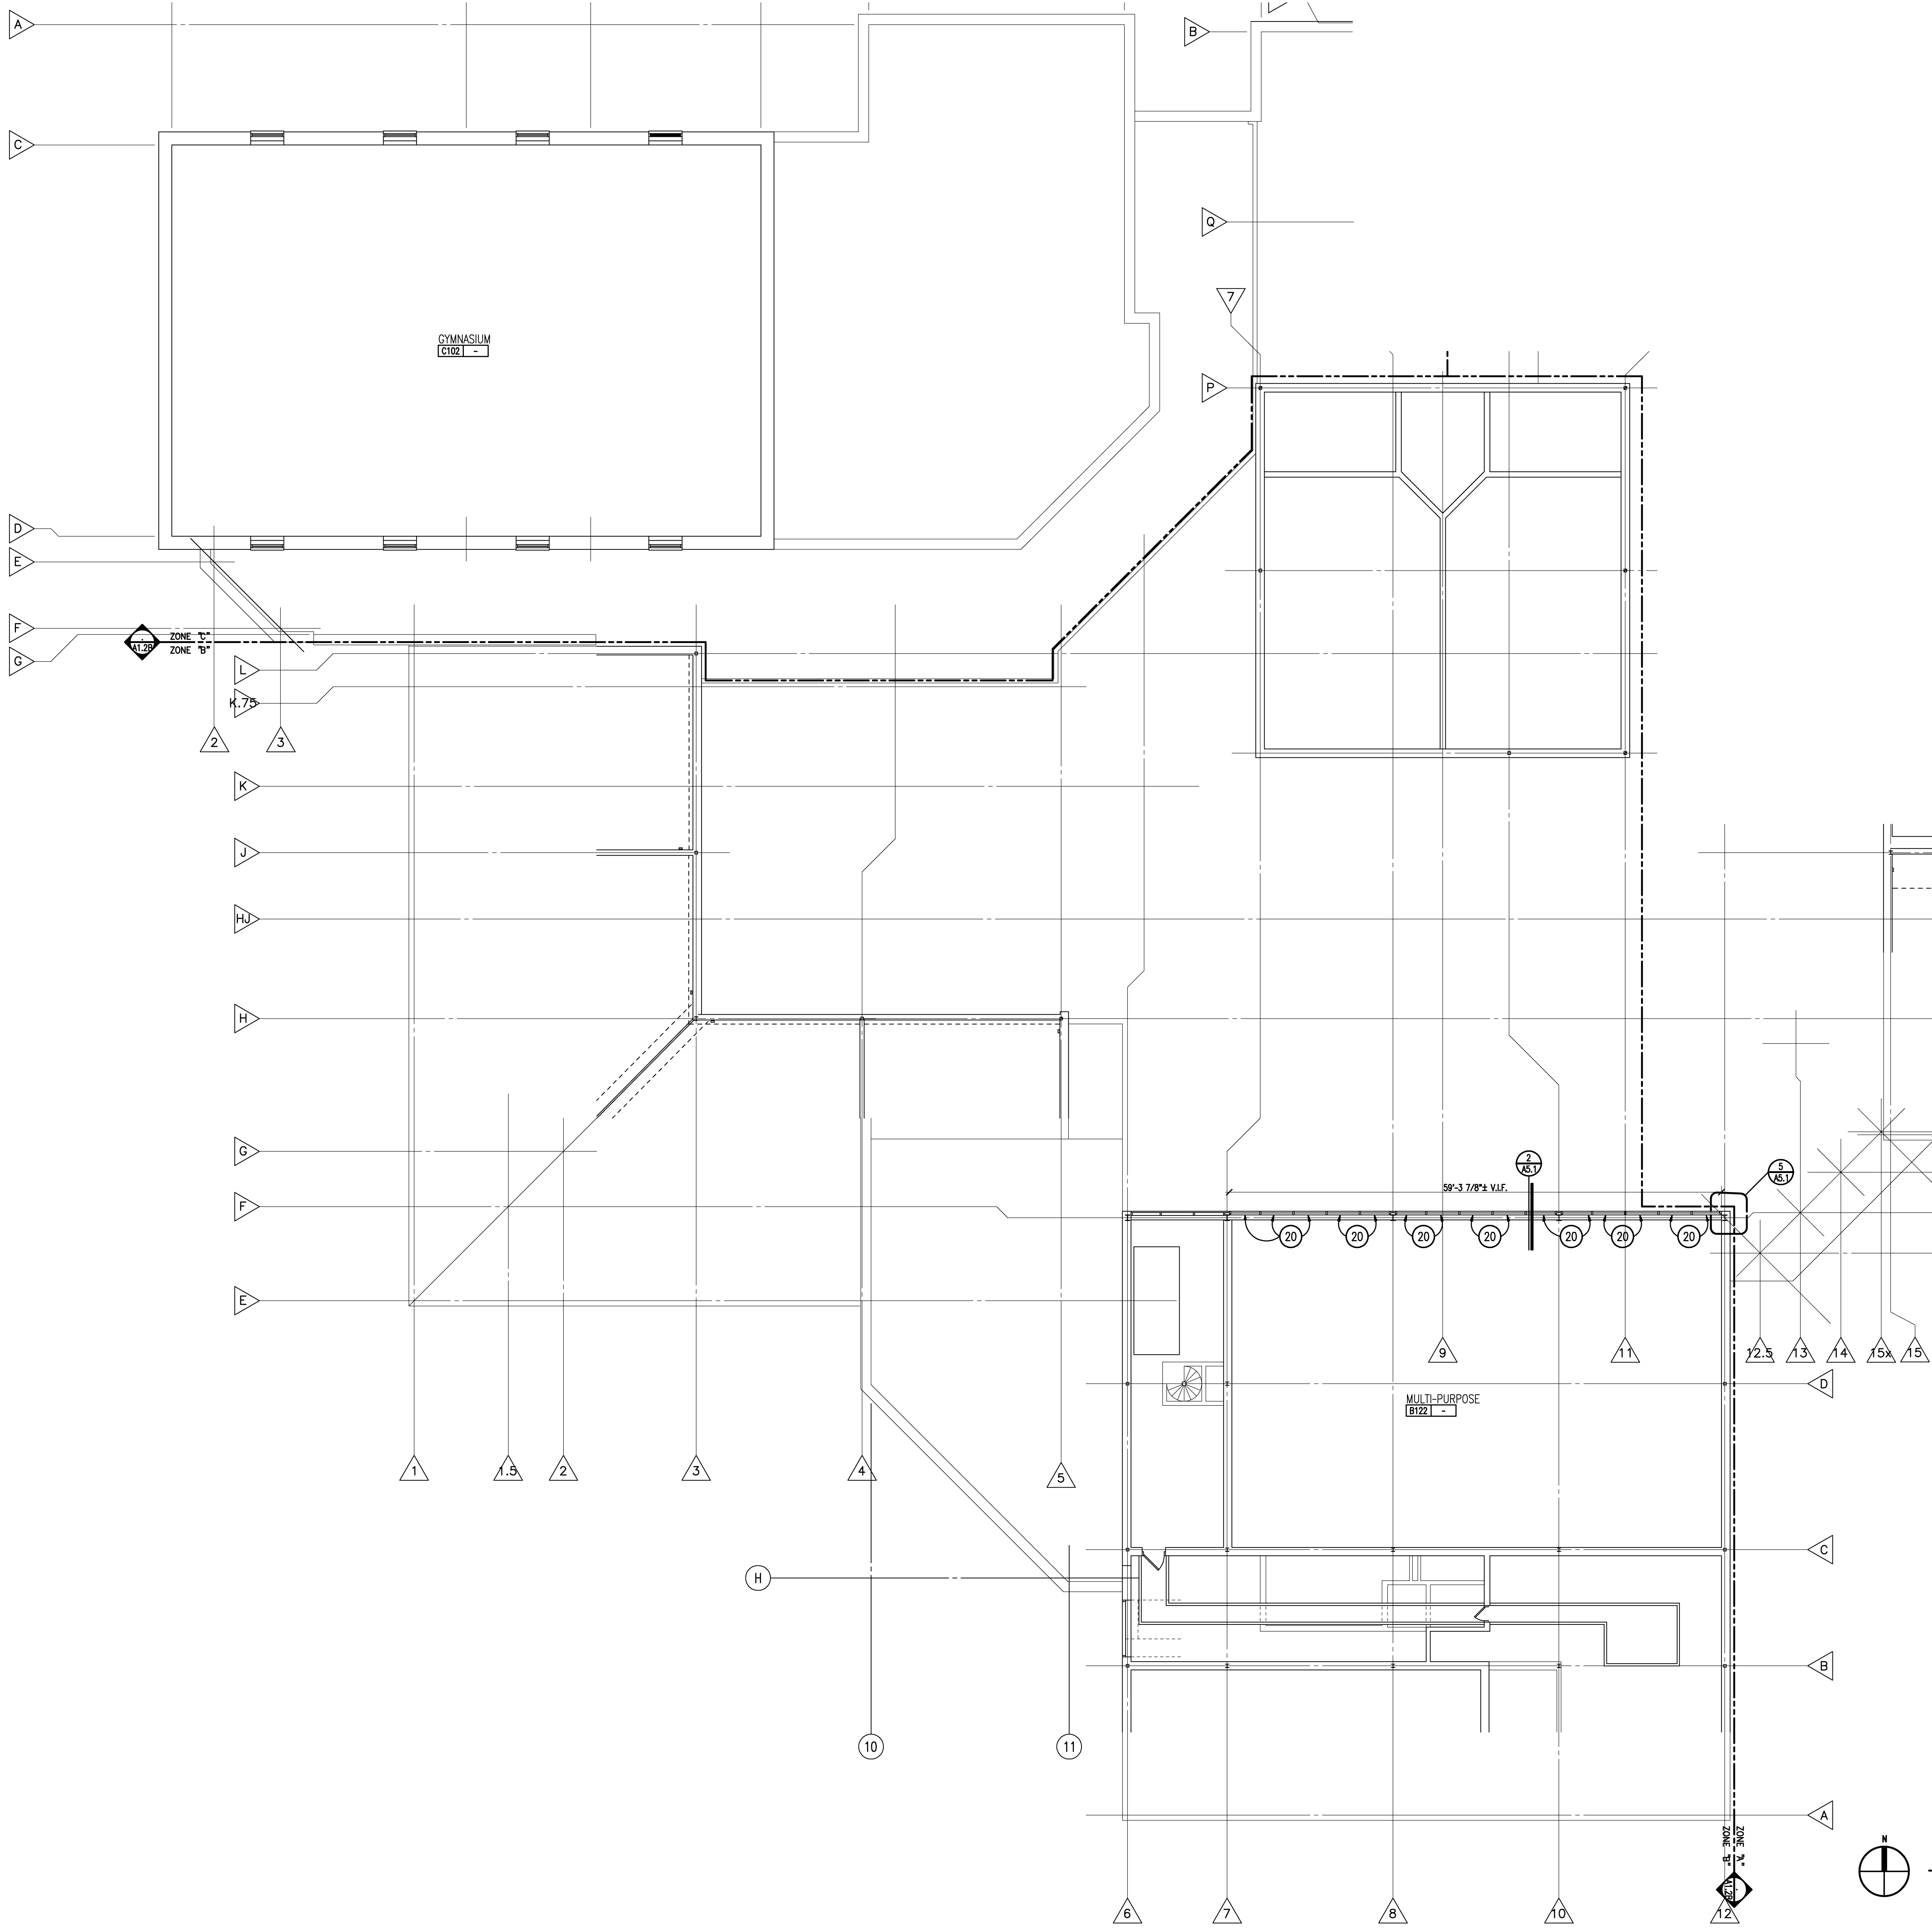 A
B
C
Q
7
GYMNASIUM
C102 -
P
D
E
F
G
ZONE "C"
A1.2B
ZONE "B"
L
K.75
2
3
K
J
HJ
H
G
2
A5.1
5
A5.1
59'-3 7/8"± V.I.F.
F
20
20
20
20
20
20
20
E
9
11
12.5
13
14
15x
15
D
MULTI-PURPOSE
B122 -
1
1.5
2
3
4
5
C
H
B
10
11
A
ZONE "A"
ZONE "B"
N
A1.2B
6
7
8
10
12